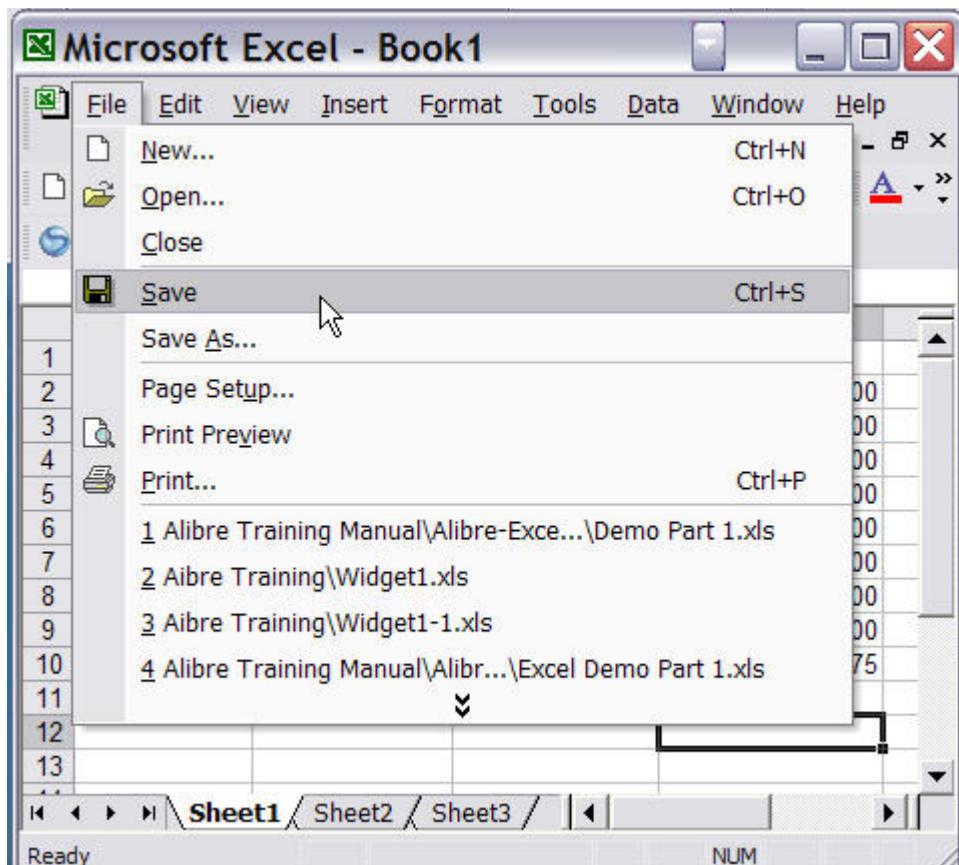 Microsoft Excel - Book1
File Edit View Insert Format Tools Data Window Help
New... Ctrl+N
Open... Ctrl+O
Close
Save Ctrl+S
Save As...
Page Setup...
Print Preview
Print... Ctrl+P
1 Alibre Training Manual\Alibre-Exce...\Demo Part 1.xls
2 Aibre Training\Widget1.xls
3 Aibre Training\Widget1-1.xls
4 Alibre Training Manual\Alibr...\Excel Demo Part 1.xls
A
1
2 00
3 00
4 00
5 00
6 00
7 00
8 00
9 00
10 75
11
12
13
Sheet1 Sheet2 Sheet3
Ready NUM